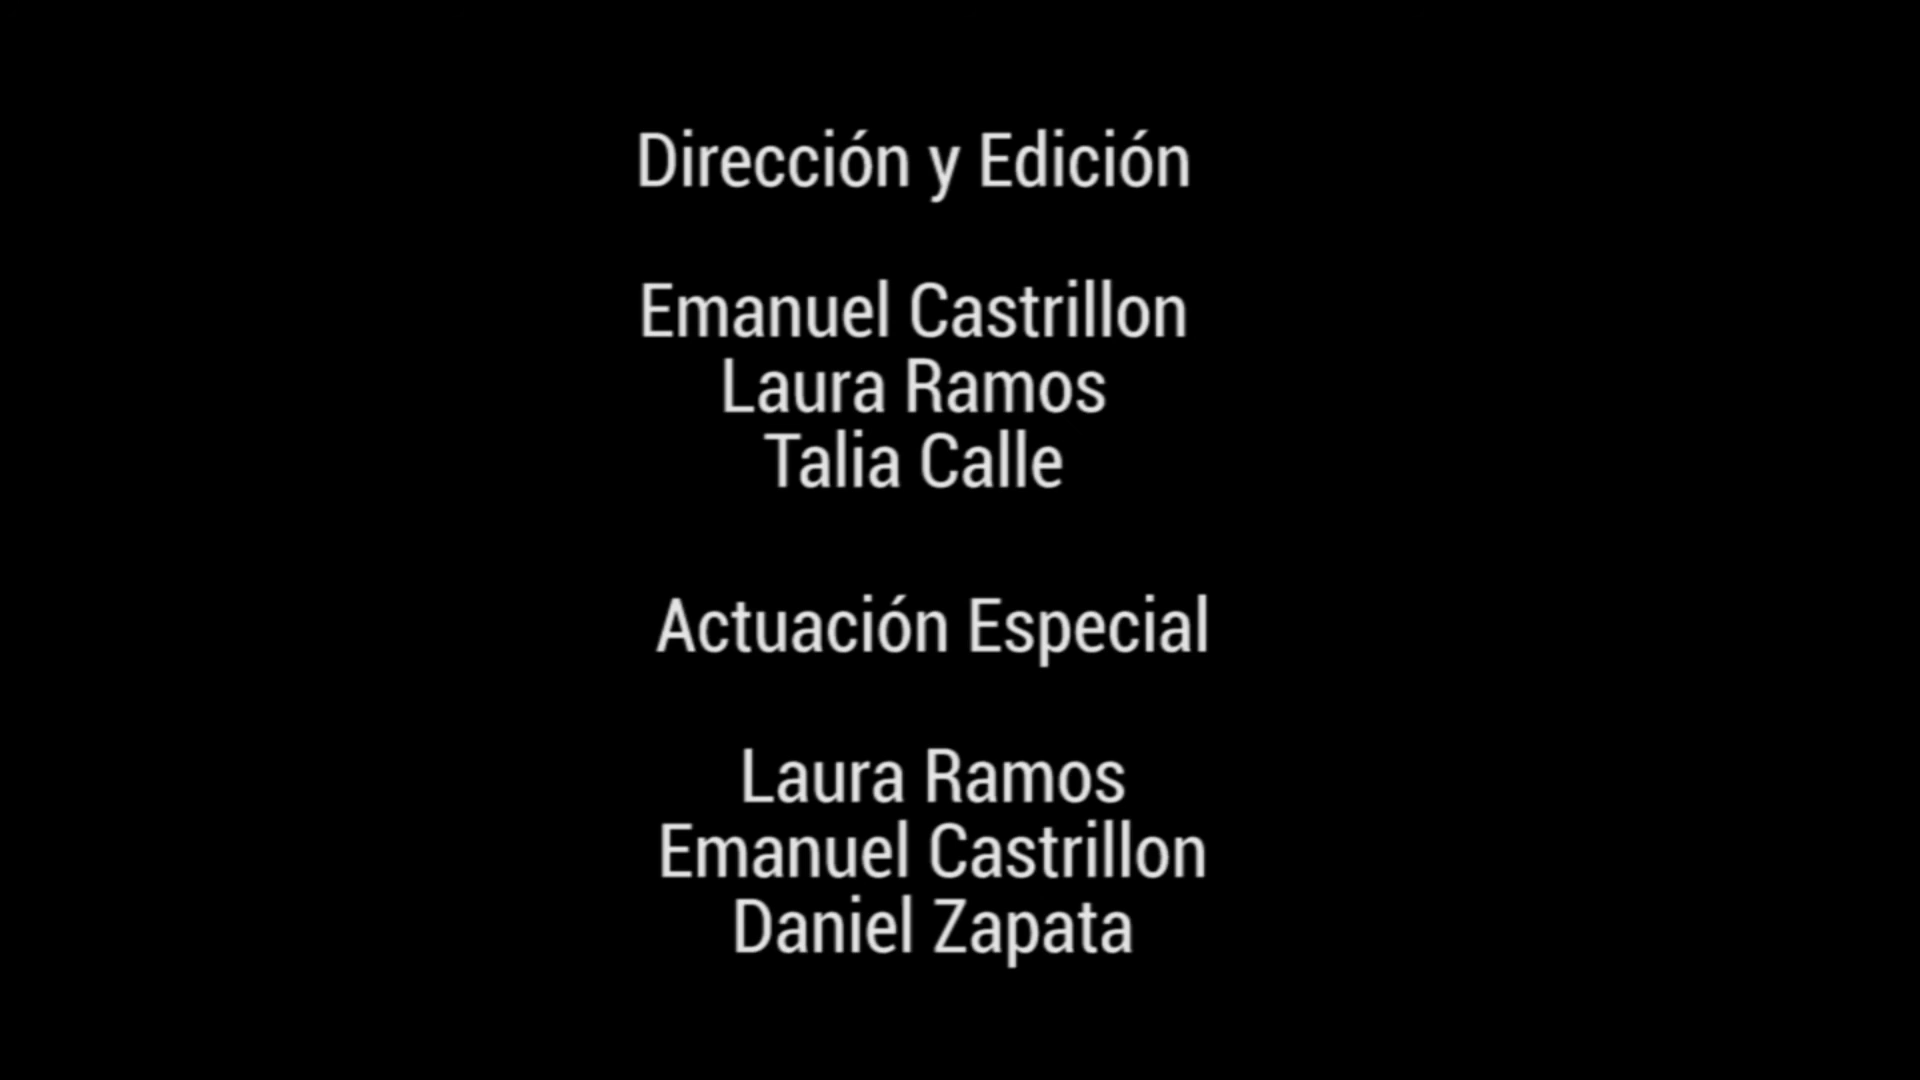 Dirección y Edición
Emanuel Castrillon
Laura Ramos
Talia Calle
Actuación Especial
Laura Ramos
Emanuel Castrillon
Daniel Zapata